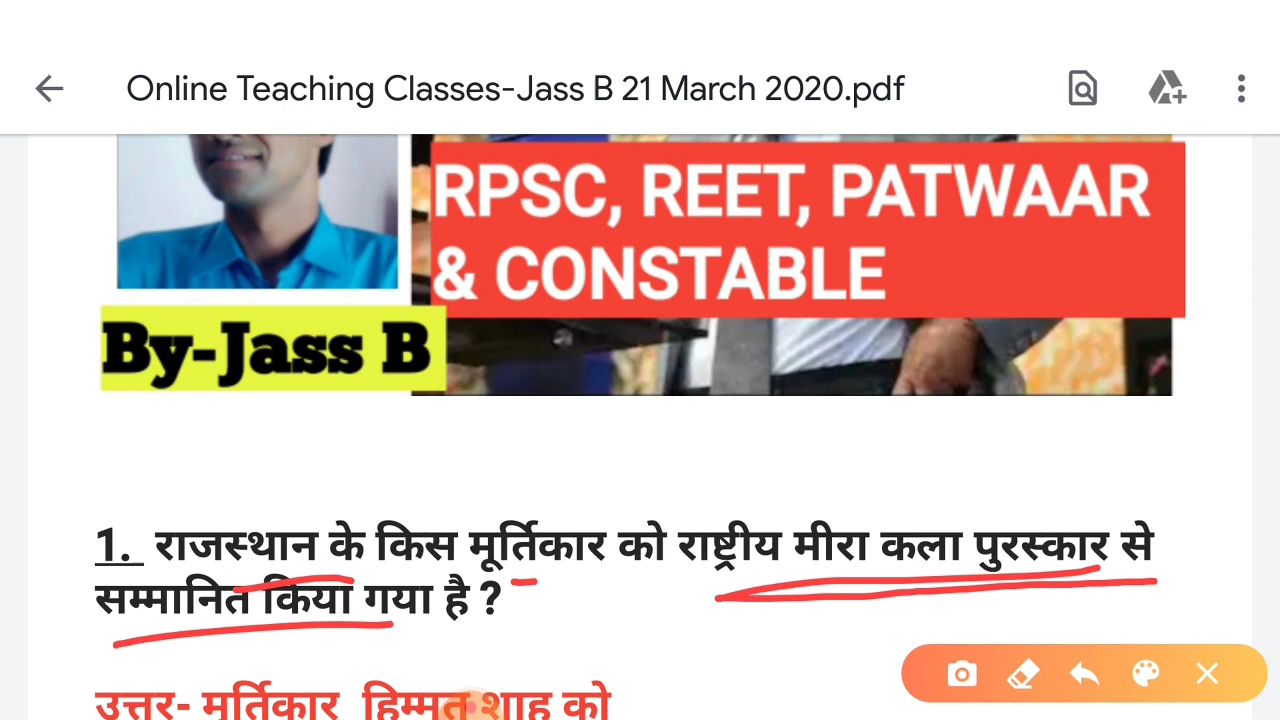 Online Teaching Classes-Jass B 21 March 2020.pdf
RPSC, REET, PATWAAR
& CONSTABLE
By-Jass B
1. राजस्थान के किस मूर्तिकार को राष्ट्रीय मीरा कला पुरस्कार से
सम्मानित किया गया है ?
उत्तर- मूर्तिकार हिम्मत शाह को